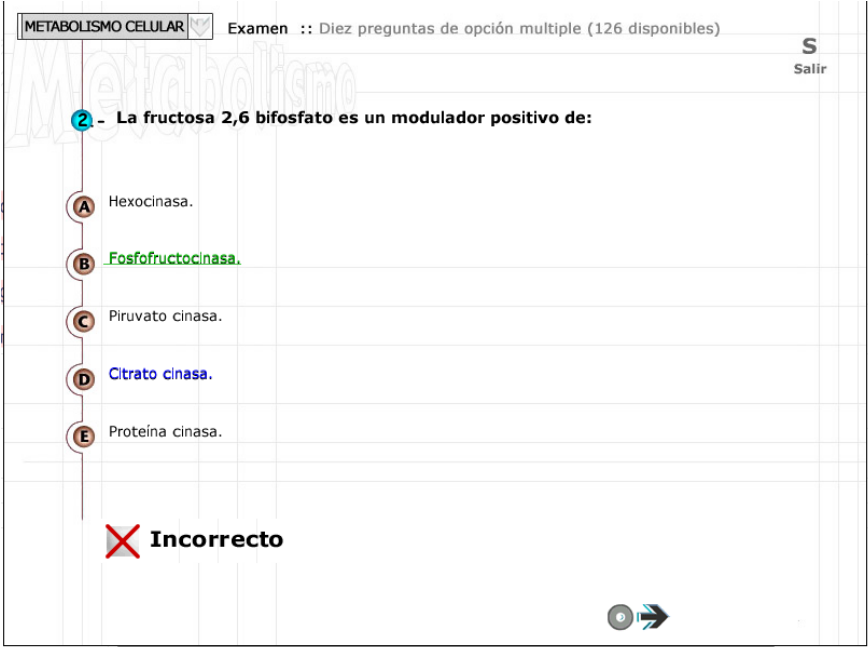 METABOLISMO CELULAR
Examen :: Diez preguntas de opción multiple (126 disponibles)
S
Salir
Metabolismo
2.- La fructosa 2,6 bifosfato es un modulador positivo de:
A Hexocinasa.
B Fosfofructocinasa.
C Piruvato cinasa.
D Citrato cinasa.
E Proteína cinasa.
Incorrecto